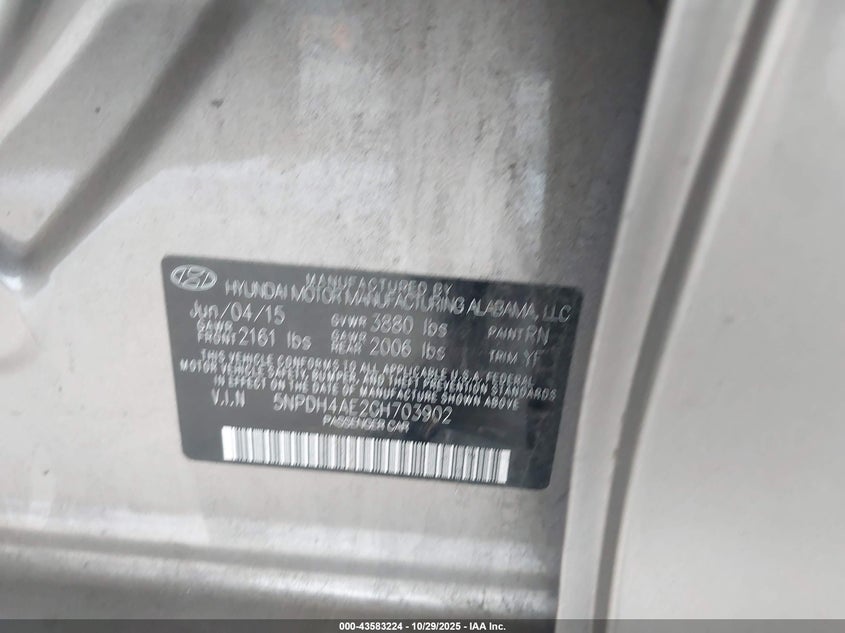 MANUFACTURED BY
HYUNDAI MOTOR MANUFACTURING ALABAMA, LLC
Jun/04/15 GVWR 3880 lbs PAINT RN
GAWR FRONT 2161 lbs GAWR REAR 2006 lbs TRIM YF
THIS VEHICLE CONFORMS TO ALL APPLICABLE U.S.A FEDERAL
MOTOR VEHICLE SAFETY, BUMPER, AND THEFT PREVENTION STANDARDS
IN EFFECT ON THE DATE OF MANUFACTURE SHOWN ABOVE
V.I.N 5NPDH4AE2GH703902
PASSENGER CAR
000-43583224 | 10/29/2025 - IAA Inc.